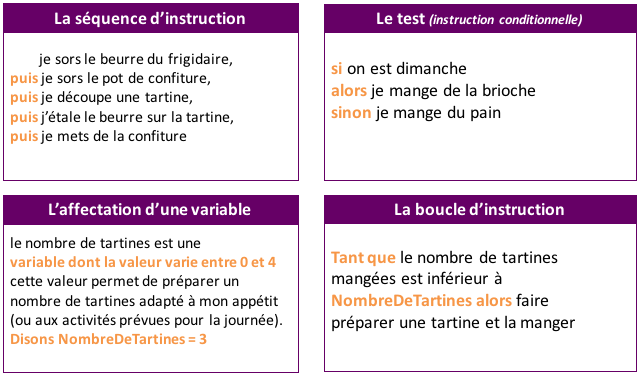 La séquence d’instruction
je sors le beurre du frigidaire,
puis je sors le pot de confiture,
puis je découpe une tartine,
puis j’étale le beurre sur la tartine,
puis je mets de la confiture
Le test (instruction conditionnelle)
si on est dimanche
alors je mange de la brioche
sinon je mange du pain
L’affectation d’une variable
le nombre de tartines est une
variable dont la valeur varie entre 0 et 4
cette valeur permet de préparer un
nombre de tartines adapté à mon appétit
(ou aux activités prévues pour la journée).
Disons NombreDeTartines = 3
La boucle d’instruction
Tant que le nombre de tartines
mangées est inférieur à
NombreDeTartines alors faire
préparer une tartine et la manger